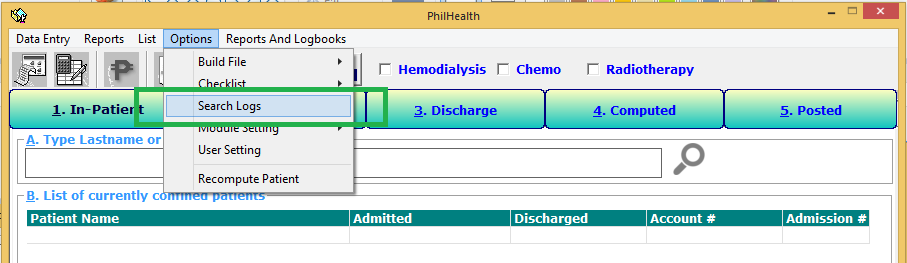 PhilHealth
Data Entry Reports List Options Reports And Logbooks
Build File
Hemodialysis Chemo Radiotherapy
Checklist
1. In-Patient 3. Discharge 4. Computed 5. Posted
Search Logs
Module Setting
A. Type Lastname or
User Setting
Recompute Patient
B. List of currently confined patients
Patient Name Admitted Discharged Account # Admission #